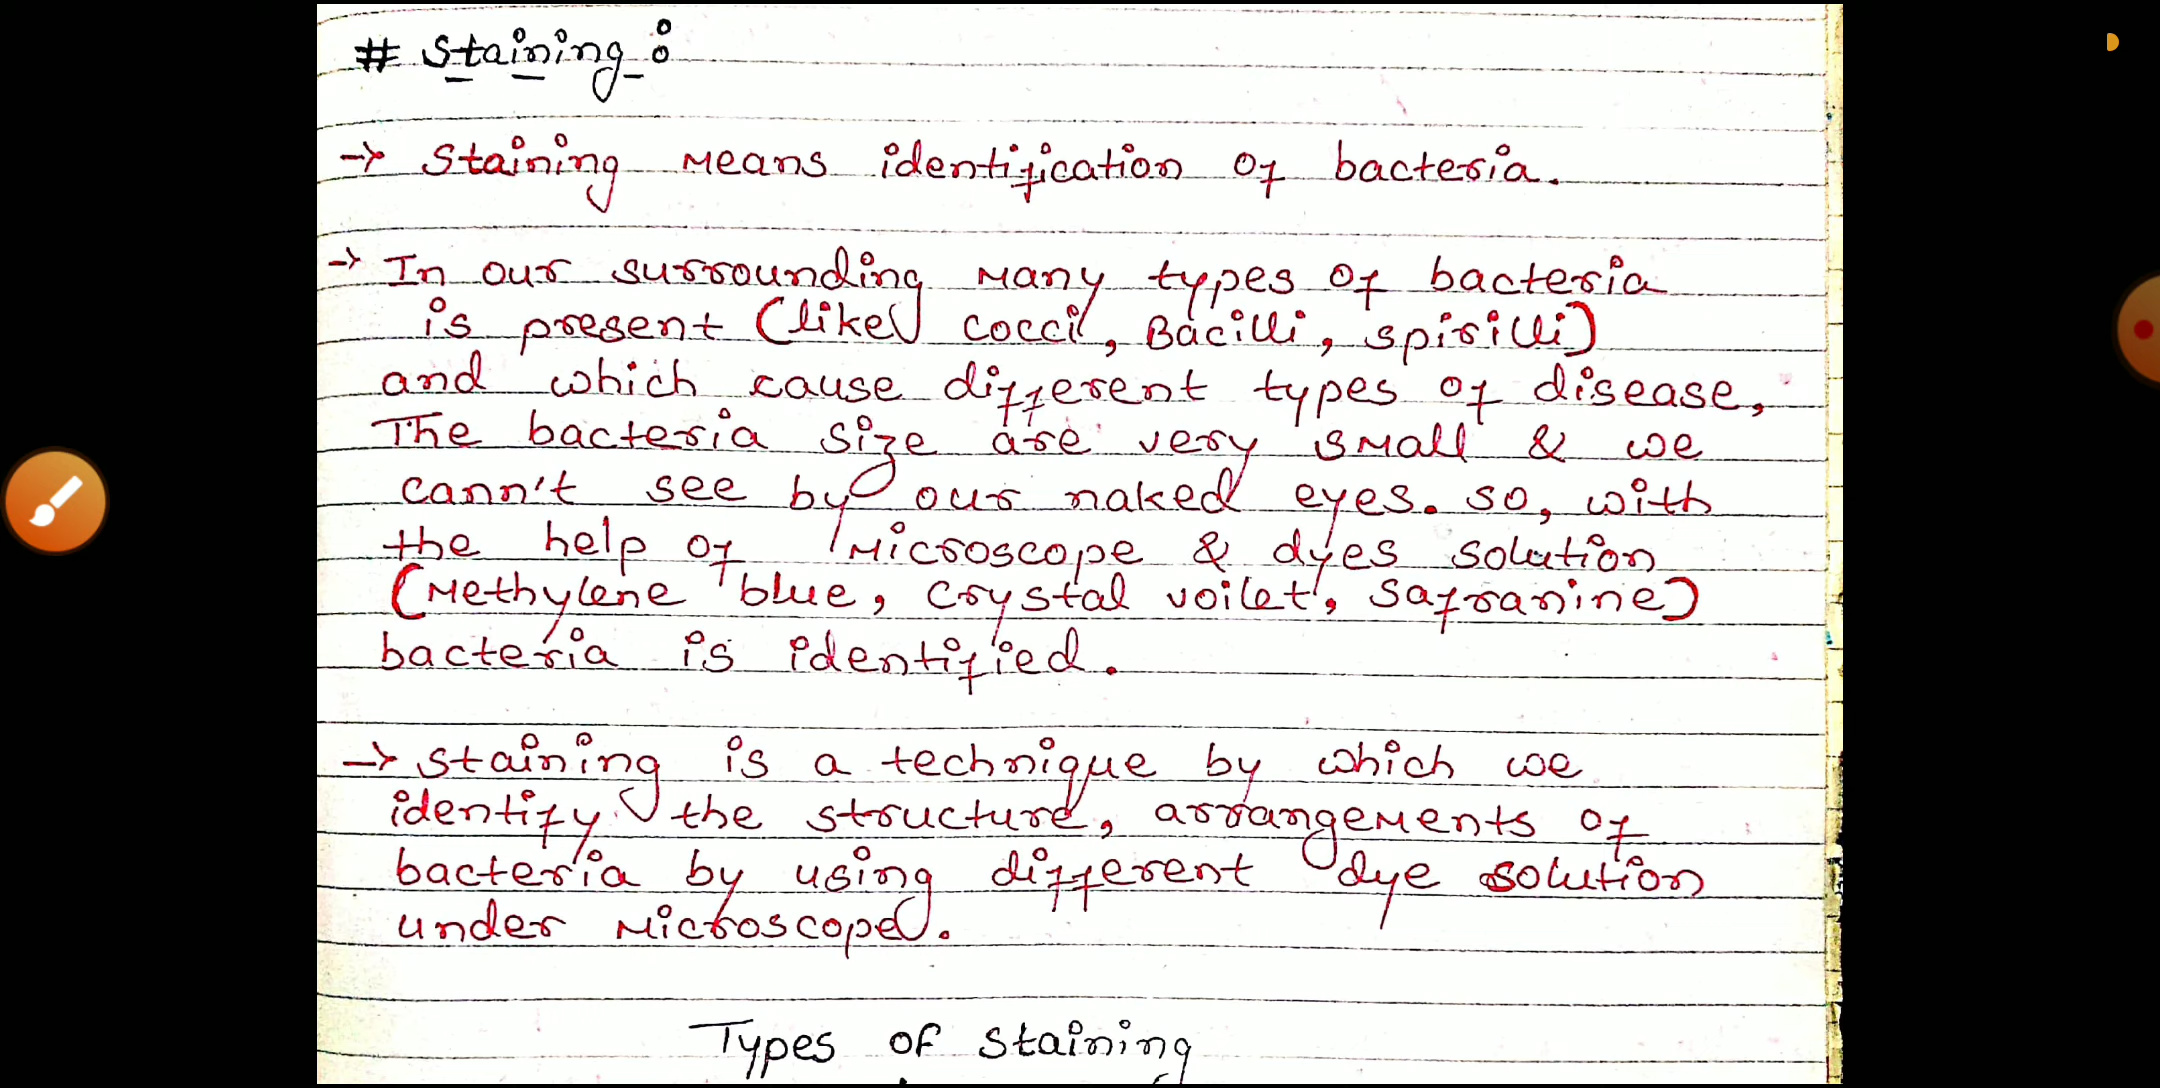 # Staining :
→ Staining Means identification of bacteria.
→ In our surrounding Many types of bacteria
is present (like cocci, Bacilli, spirilli)
and which cause different types of disease,
The bacteria size are very small & we
cann't see by our naked eyes. so, with
the help of Microscope & dyes solution
(Methylene blue, crystal voilet, safranine)
bacteria is identified.
→ staining is a technique by which we
identify the structure, arrangements of
bacteria by using different dye solution
under Microscope.
Types of staining